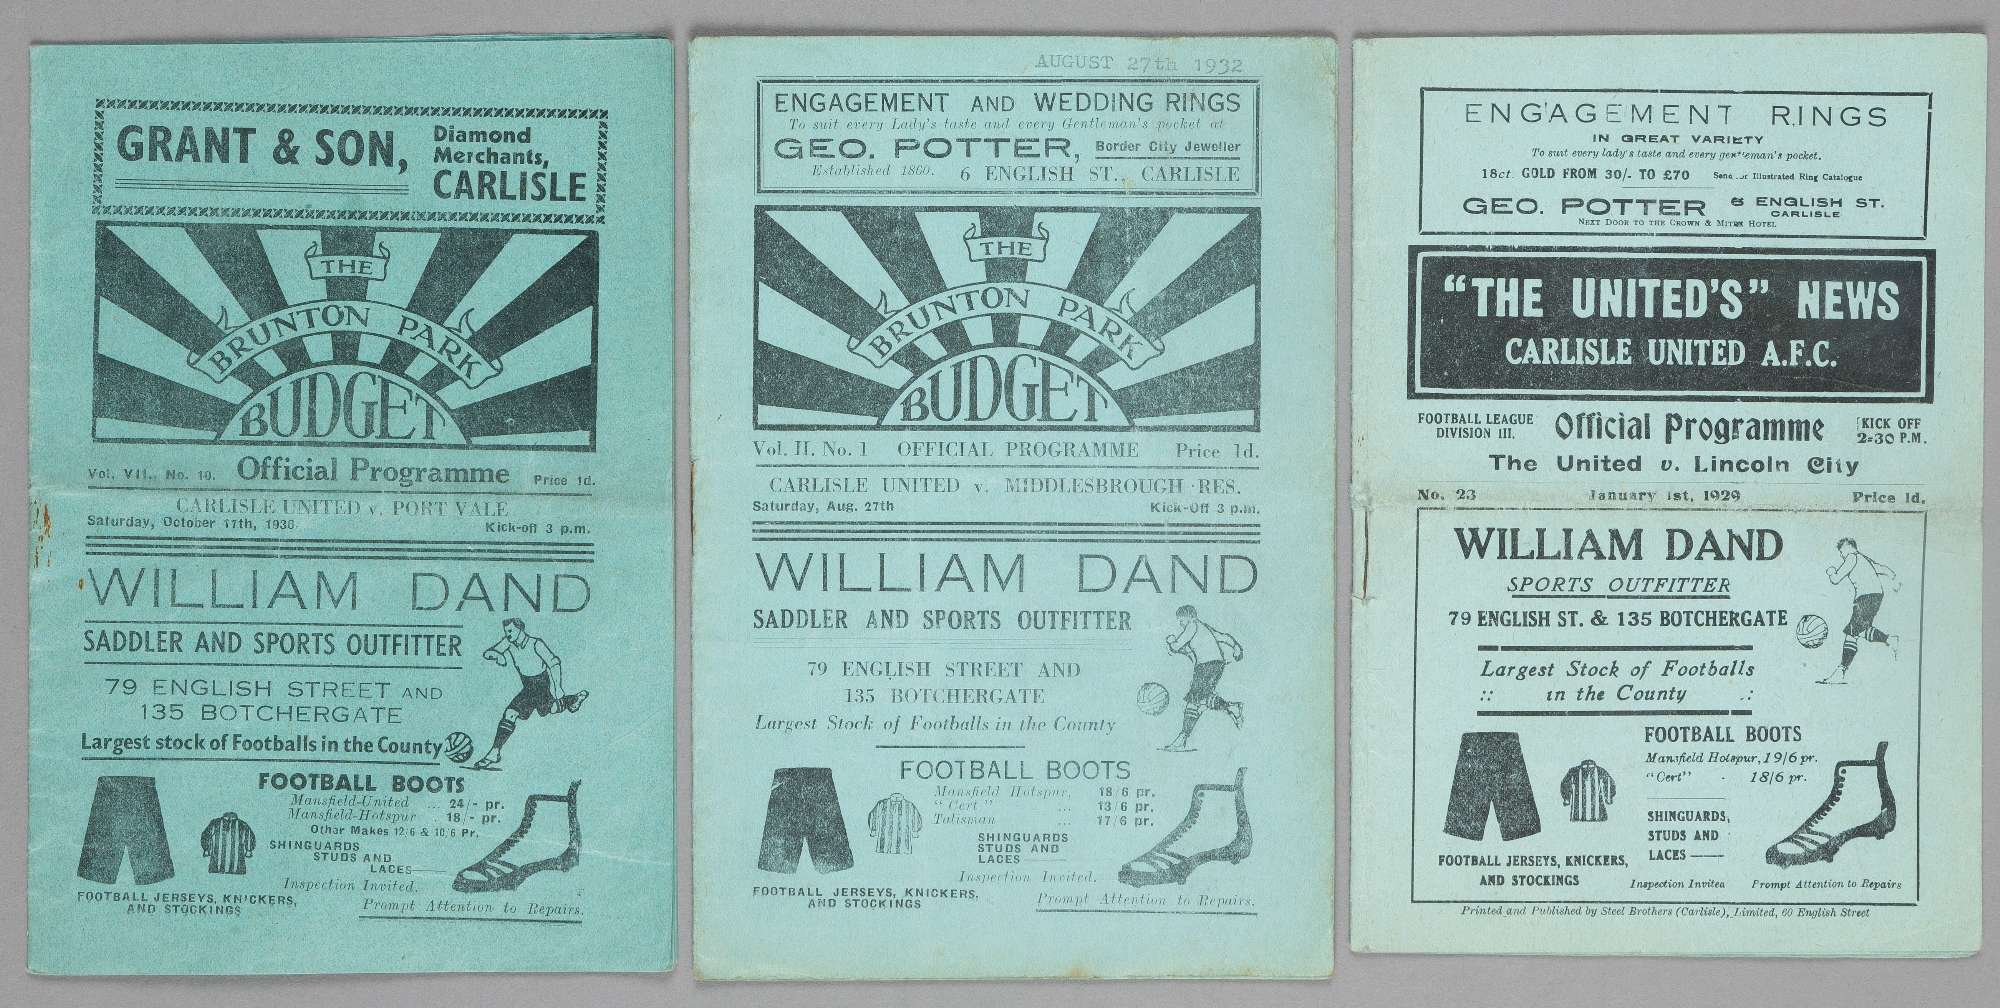 GRANT & SON,
Diamond
Merchants,
CARLISLE
THE
BRUNTON PARK
BUDGET
Vol. VII., No. 10. Official Programme Price 1d.
CARLISLE UNITED v. PORT VALE
Saturday, October 17th, 1936 Kick-off 3 p.m.
WILLIAM DAND
SADDLER AND SPORTS OUTFITTER
79 ENGLISH STREET AND
135 BOTCHERGATE
Largest stock of Footballs in the County
FOOTBALL BOOTS
Mansfield-United ... 24/- pr.
Mansfield-Hotspur .. 18/- pr.
Other Makes 12/6 & 10/6 Pr.
SHINGUARDS
STUDS AND
LACES
Inspection Invited.
FOOTBALL JERSEYS, KNICKERS,
AND STOCKINGS
Prompt Attention to Repairs.
AUGUST 27th 1932
ENGAGEMENT AND WEDDING RINGS
To suit every Lady's taste and every Gentleman's pocket at
GEO. POTTER, Border City Jeweller
Established 1860. 6 ENGLISH ST., CARLISLE
THE
BRUNTON PARK
BUDGET
Vol. II. No. 1 OFFICIAL PROGRAMME Price 1d.
CARLISLE UNITED v. MIDDLESBROUGH RES.
Saturday, Aug. 27th Kick-Off 3 p.m.
WILLIAM DAND
SADDLER AND SPORTS OUTFITTER
79 ENGLISH STREET AND
135 BOTCHERGATE
Largest Stock of Footballs in the County
FOOTBALL BOOTS
Mansfield Hotspur, 18/6 pr.
"Cert" ... 13/6 pr.
Talisman ... 17/6 pr.
SHINGUARDS
STUDS AND
LACES
Inspection Invited.
FOOTBALL JERSEYS, KNICKERS,
AND STOCKINGS
Prompt Attention to Repairs.
ENGAGEMENT RINGS
IN GREAT VARIETY
To suit every lady's taste and every gentleman's pocket.
18ct. GOLD FROM 30/- TO £70 Send for Illustrated Ring Catalogue
GEO. POTTER 6 ENGLISH ST.
CARLISLE
NEXT DOOR TO THE CROWN & MITRE HOTEL
"THE UNITED'S" NEWS
CARLISLE UNITED A.F.C.
FOOTBALL LEAGUE
DIVISION III.
Official Programme
KICK OFF
2-30 P.M.
The United v. Lincoln City
No. 23 January 1st, 1929 Price 1d.
WILLIAM DAND
SPORTS OUTFITTER
79 ENGLISH ST. & 135 BOTCHERGATE
Largest Stock of Footballs
:: in the County ::
FOOTBALL BOOTS
Mansfield Hotspur, 19/6 pr.
"Cert" - 18/6 pr.
SHINGUARDS,
STUDS AND
LACES
FOOTBALL JERSEYS, KNICKERS,
AND STOCKINGS
Inspection Invited Prompt Attention to Repairs
Printed and Published by Steel Brothers (Carlisle), Limited, 60 English Street